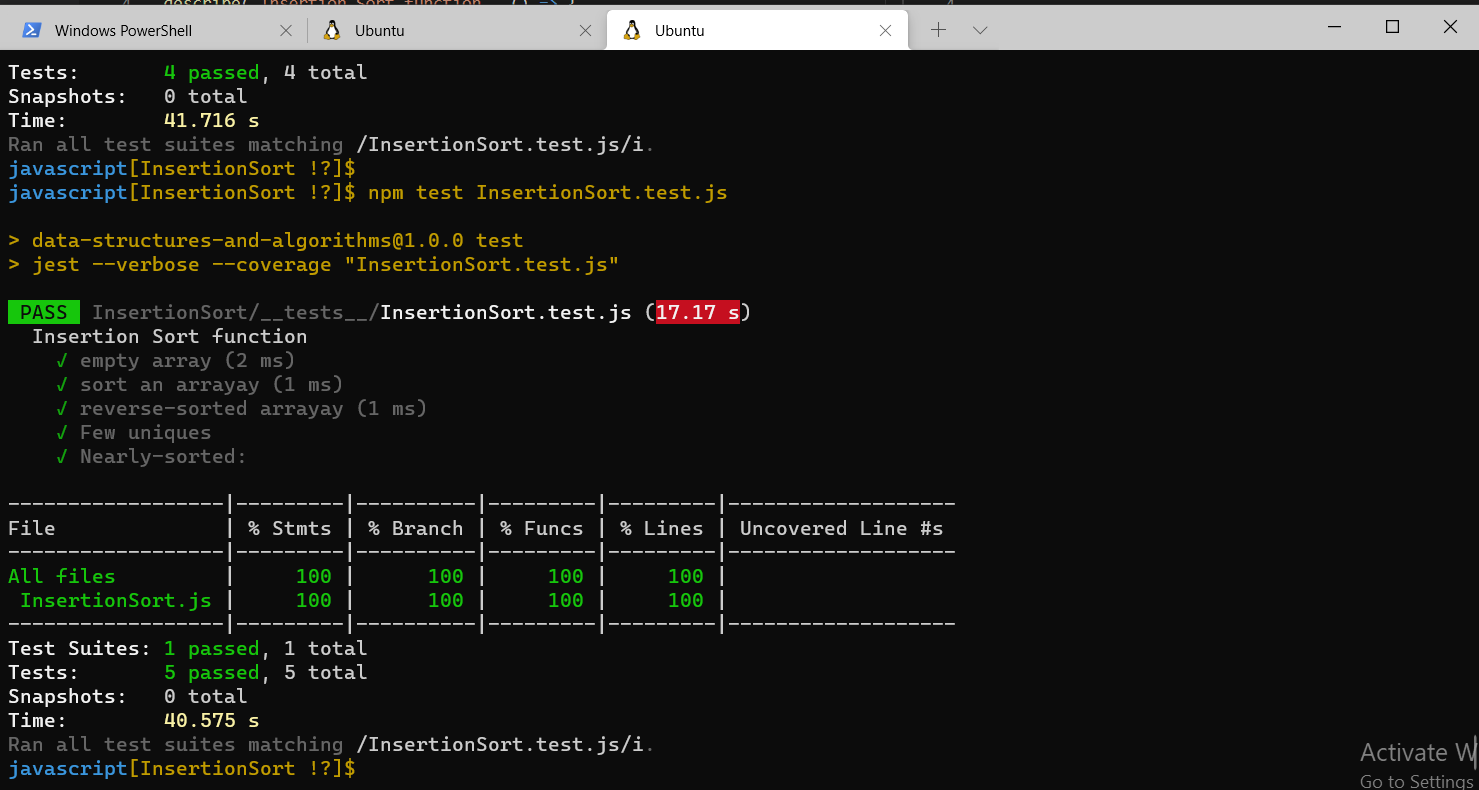 describe("Insertion Sort function", () => {
Windows PowerShell
Ubuntu
Ubuntu
Tests:       4 passed, 4 total
Snapshots:   0 total
Time:        41.716 s
Ran all test suites matching /InsertionSort.test.js/i.
javascript[InsertionSort !?]$
javascript[InsertionSort !?]$ npm test InsertionSort.test.js
> data-structures-and-algorithms@1.0.0 test
> jest --verbose --coverage "InsertionSort.test.js"
PASS InsertionSort/__tests__/InsertionSort.test.js (17.17 s)
Insertion Sort function
√ empty array (2 ms)
√ sort an arrayay (1 ms)
√ reverse-sorted arrayay (1 ms)
√ Few uniques
√ Nearly-sorted:
------------------|---------|----------|---------|---------|-------------------
File              | % Stmts | % Branch | % Funcs | % Lines | Uncovered Line #s
------------------|---------|----------|---------|---------|-------------------
All files         |     100 |      100 |     100 |     100 |
 InsertionSort.js |     100 |      100 |     100 |     100 |
------------------|---------|----------|---------|---------|-------------------
Test Suites: 1 passed, 1 total
Tests:       5 passed, 5 total
Snapshots:   0 total
Time:        40.575 s
Ran all test suites matching /InsertionSort.test.js/i.
javascript[InsertionSort !?]$
Activate W
Go to Settings